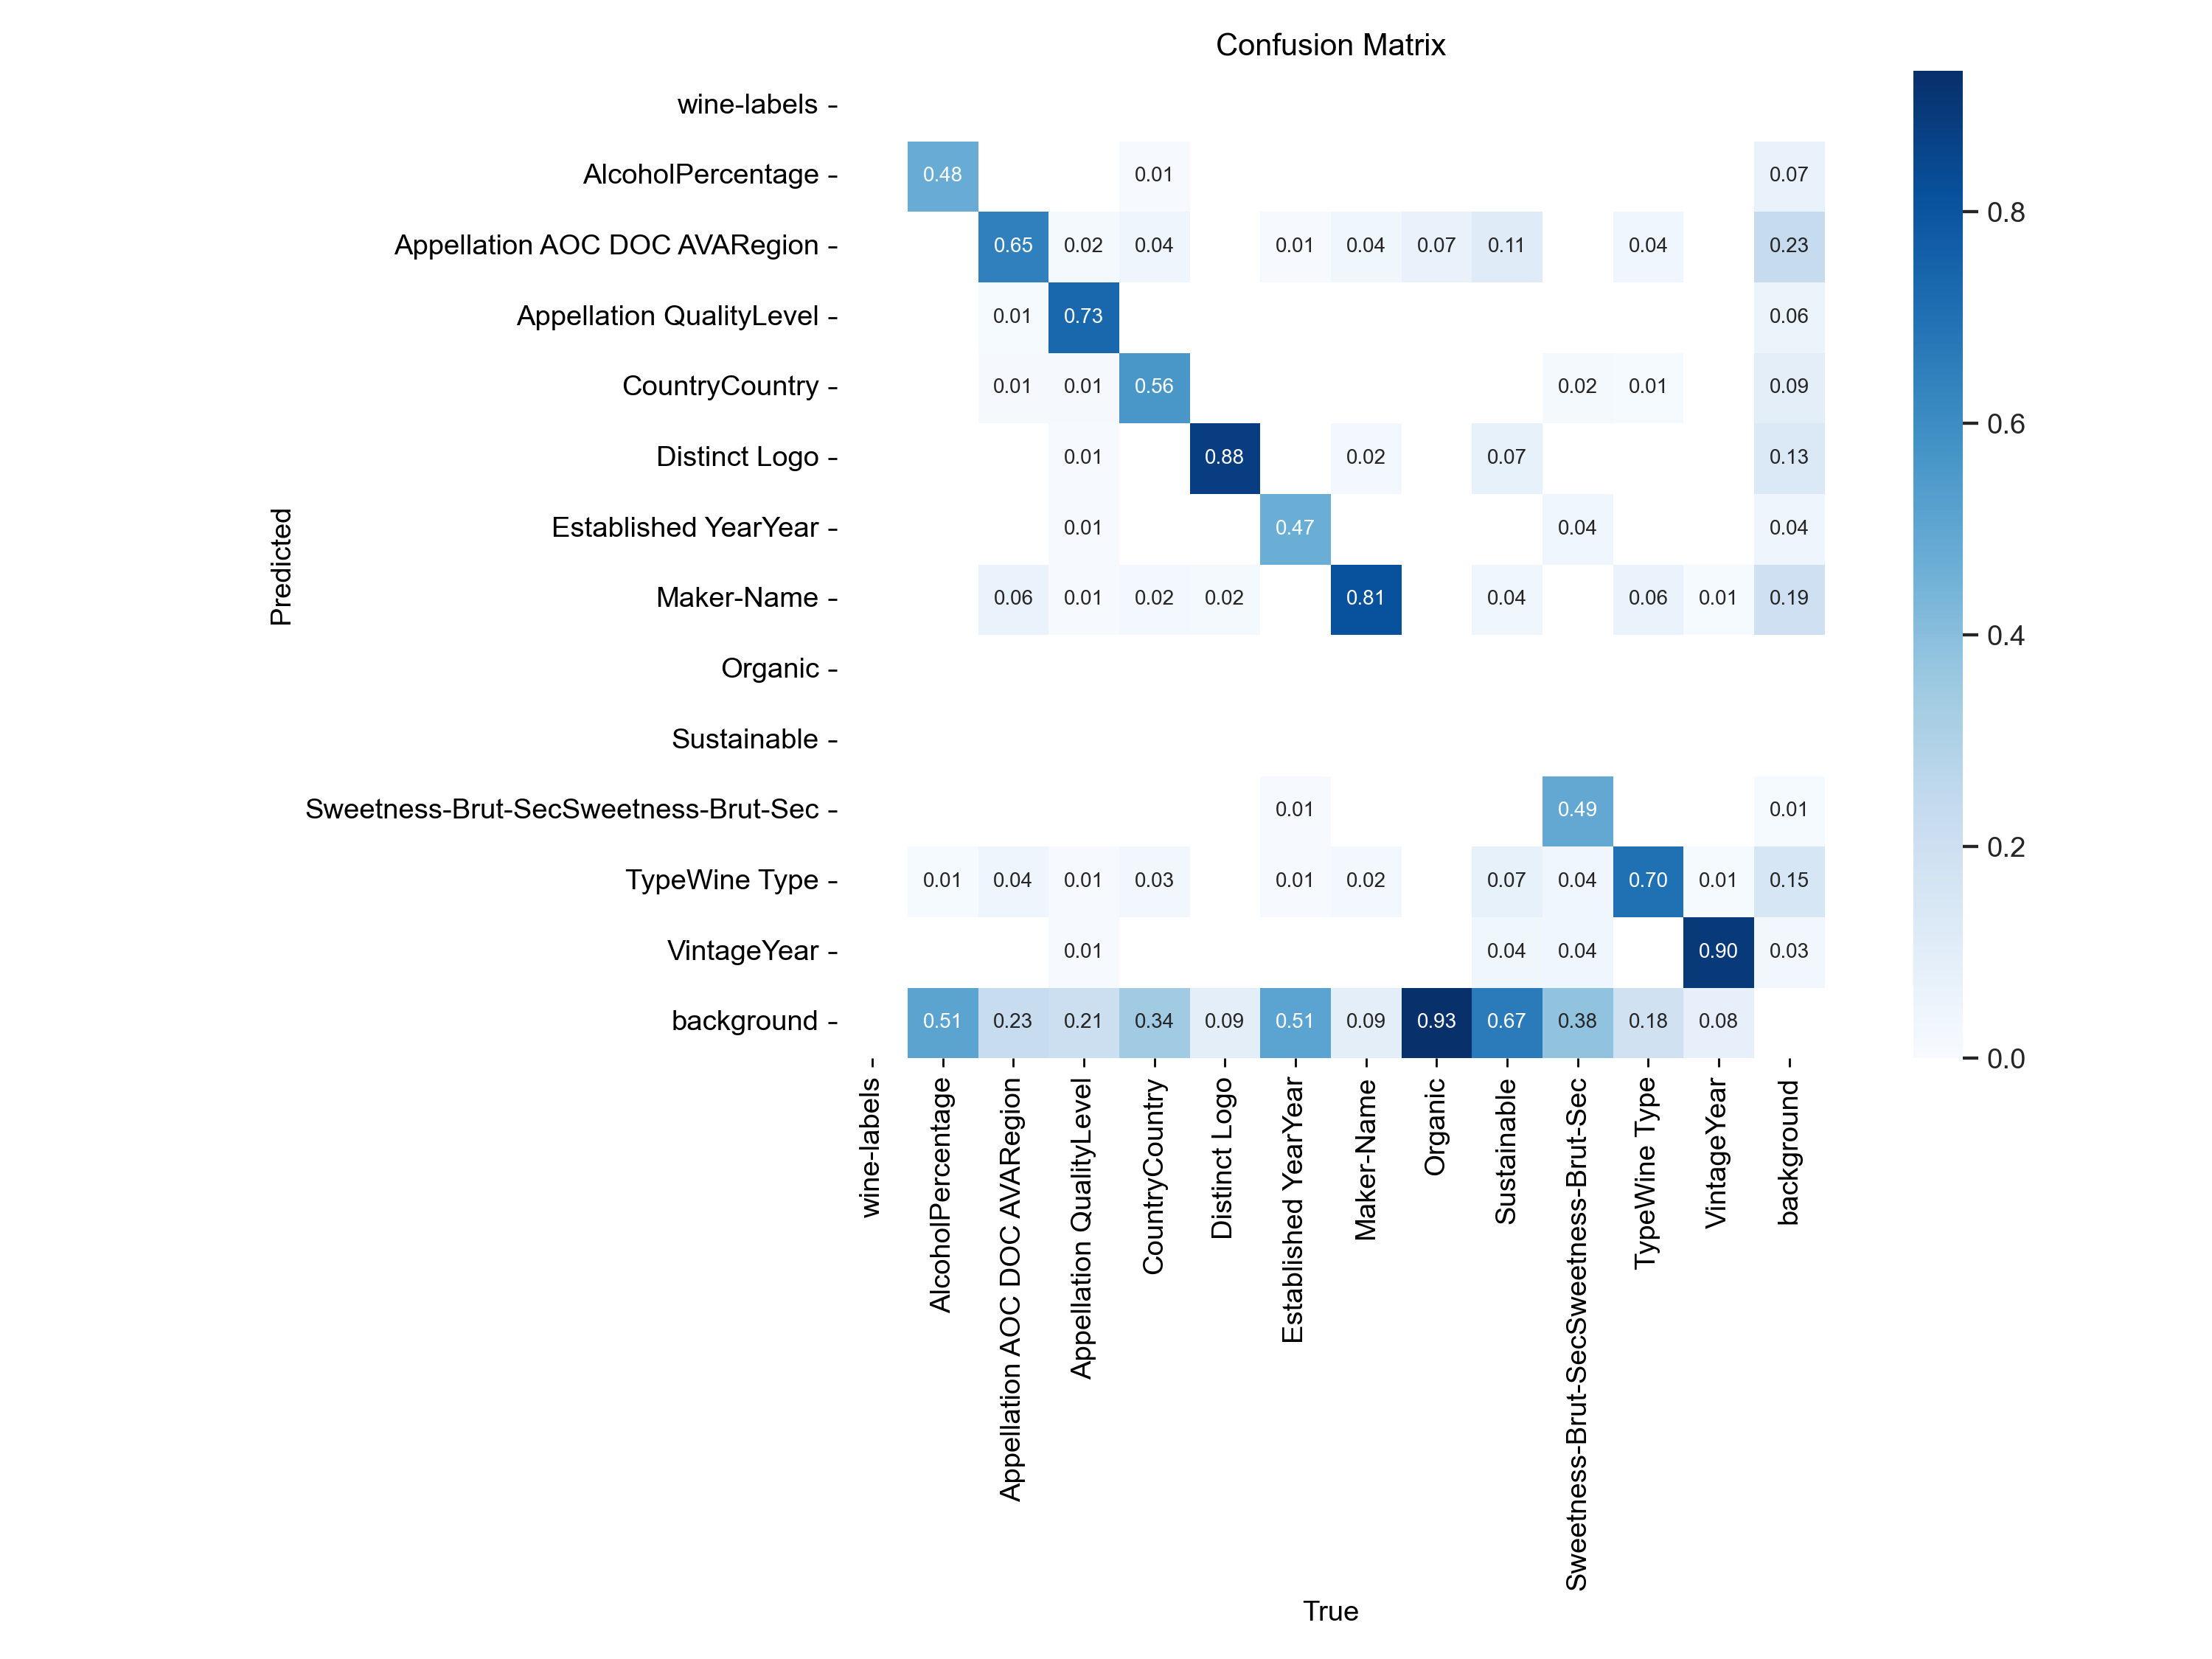 Confusion Matrix
wine-labels
AlcoholPercentage 0.48 0.01 0.07
Appellation AOC DOC AVARegion 0.65 0.02 0.04 0.01 0.04 0.07 0.11 0.04 0.23
Appellation QualityLevel 0.01 0.73 0.06
CountryCountry 0.01 0.01 0.56 0.02 0.01 0.09
Distinct Logo 0.01 0.88 0.02 0.07 0.13
Established YearYear 0.01 0.47 0.04 0.04
Maker-Name 0.06 0.01 0.02 0.02 0.81 0.04 0.06 0.01 0.19
Organic
Sustainable
Sweetness-Brut-SecSweetness-Brut-Sec 0.01 0.49 0.01
TypeWine Type 0.01 0.04 0.01 0.03 0.01 0.02 0.07 0.04 0.70 0.01 0.15
VintageYear 0.01 0.04 0.04 0.90 0.03
background 0.51 0.23 0.21 0.34 0.09 0.51 0.09 0.93 0.67 0.38 0.18 0.08
Predicted
wine-labels
AlcoholPercentage
Appellation AOC DOC AVARegion
Appellation QualityLevel
CountryCountry
Distinct Logo
Established YearYear
Maker-Name
Organic
Sustainable
Sweetness-Brut-SecSweetness-Brut-Sec
TypeWine Type
VintageYear
background
True
0.8
0.6
0.4
0.2
0.0